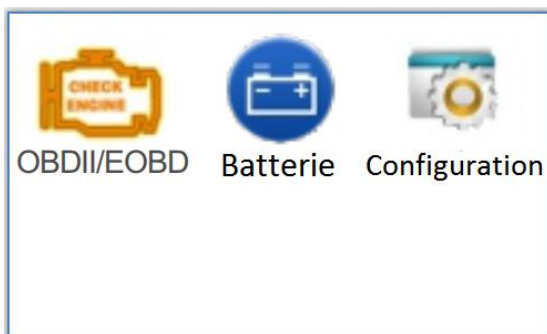 CHECK
ENGINE
OBDII/EOBD
Batterie
Configuration